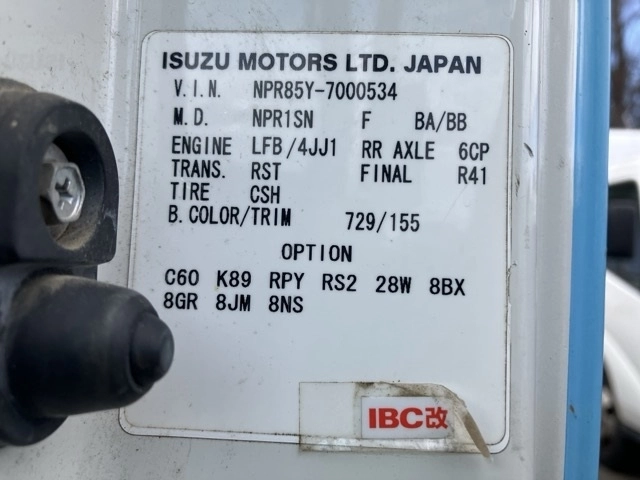 ISUZU MOTORS LTD. JAPAN
V.I.N. NPR85Y-7000534
M.D. NPR1SN F BA/BB
ENGINE LFB/4JJ1 RR AXLE 6CP
TRANS. RST FINAL R41
TIRE CSH
B.COLOR/TRIM 729/155
OPTION
C60 K89 RPY RS2 28W 8BX
8GR 8JM 8NS
IBC改